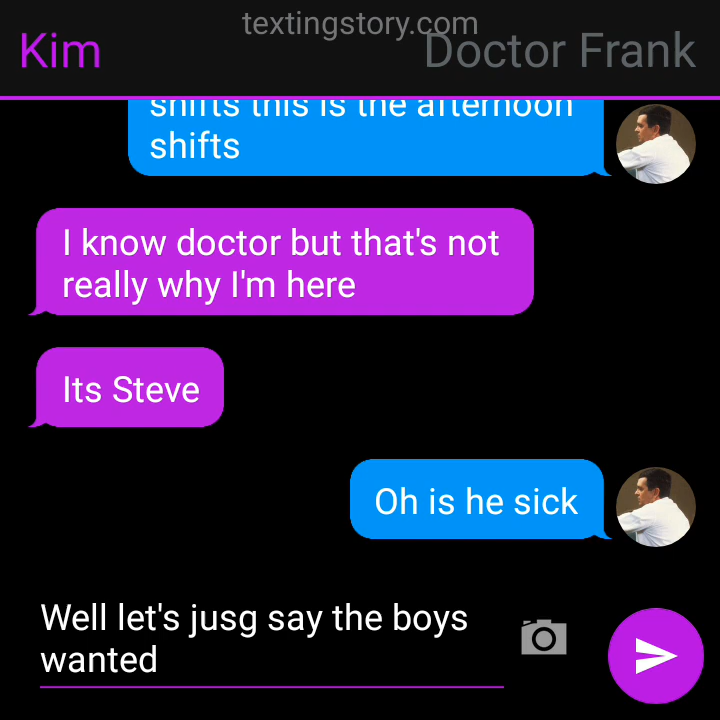 textingstory.com
Kim
Doctor Frank
shifts this is the afternoon
shifts
I know doctor but that's not
really why I'm here
Its Steve
Oh is he sick
Well let's jusg say the boys
wanted